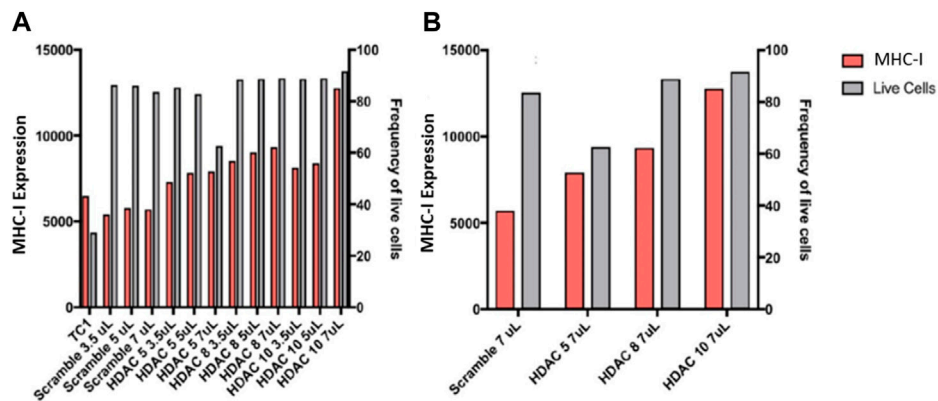 A
15000
10000
5000
0
MHC-I Expression
100
80
60
40
20
0
Frequency of live cells
TC1
Scramble 3.5 uL
Scramble 5 uL
Scramble 7 uL
HDAC 5 3.5uL
HDAC 5 5uL
HDAC 5 7uL
HDAC 8 3.5uL
HDAC 8 5uL
HDAC 8 7uL
HDAC 10 3.5uL
HDAC 10 5uL
HDAC 10 7uL
B
15000
10000
5000
0
MHC-I Expression
100
80
60
40
20
0
Frequency of live
cells
Scramble 7 uL
HDAC 5 7uL
HDAC 8 7uL
HDAC 10 7uL
MHC-I
Live Cells